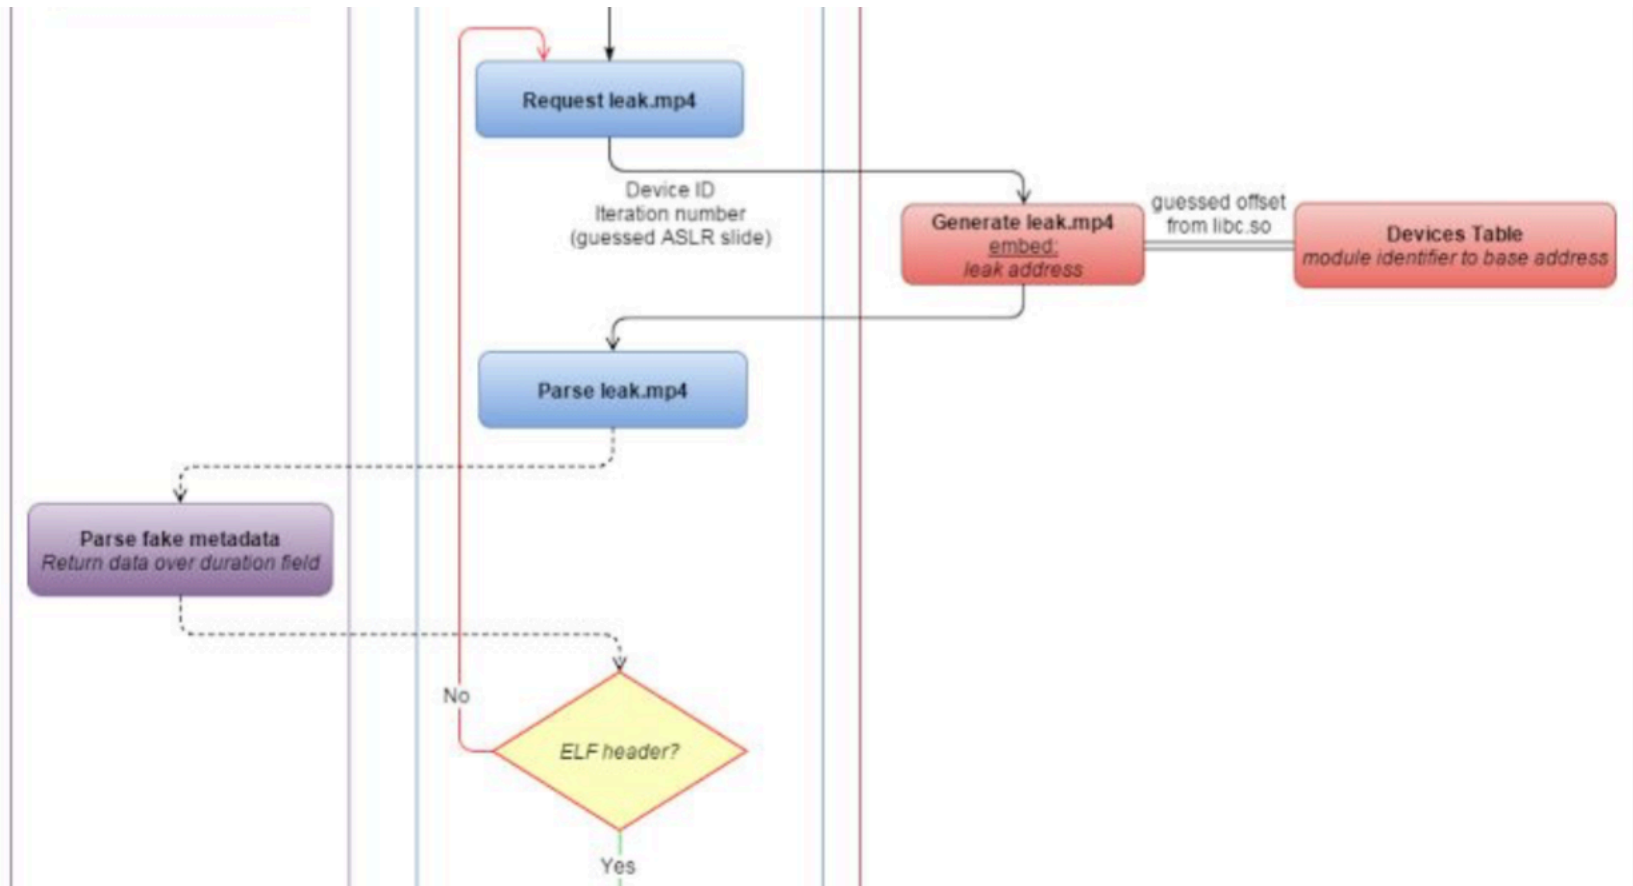 Request leak.mp4
Device ID
Iteration number
(guessed ASLR slide)
Generate leak.mp4
embed:
leak address
guessed offset
from libc.so
Devices Table
module identifier to base address
Parse leak.mp4
Parse fake metadata
Return data over duration field
No
ELF header?
Yes